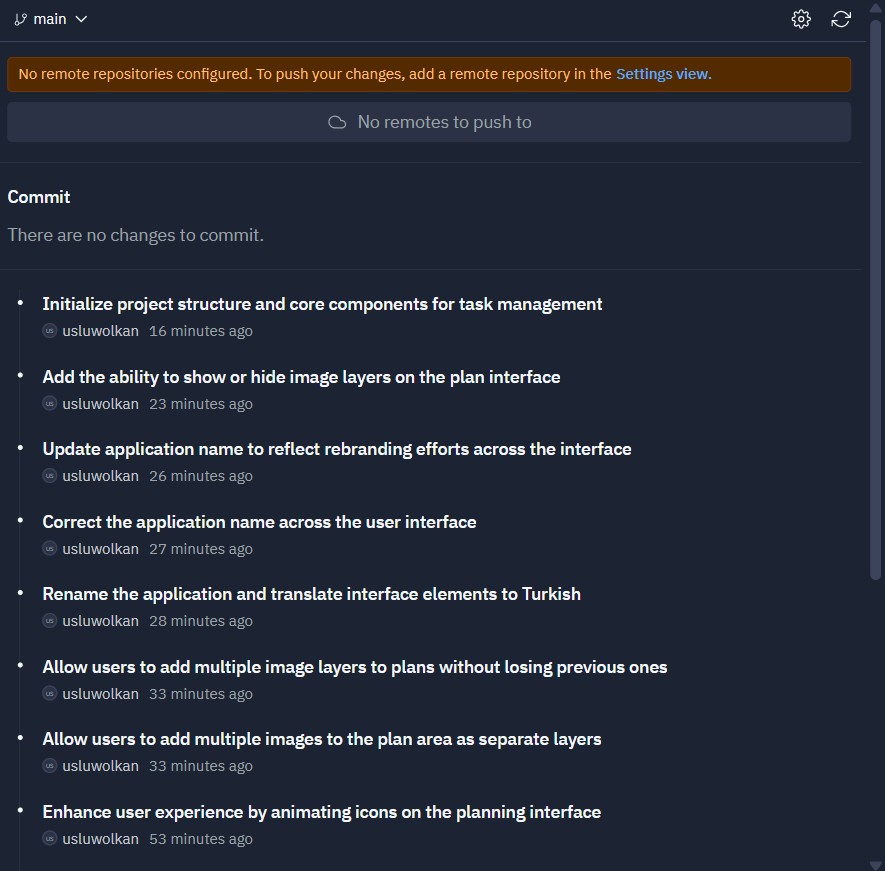 main
No remote repositories configured. To push your changes, add a remote repository in the Settings view.
No remotes to push to
Commit
There are no changes to commit.
Initialize project structure and core components for task management
us usluwolkan 16 minutes ago
Add the ability to show or hide image layers on the plan interface
us usluwolkan 23 minutes ago
Update application name to reflect rebranding efforts across the interface
us usluwolkan 26 minutes ago
Correct the application name across the user interface
us usluwolkan 27 minutes ago
Rename the application and translate interface elements to Turkish
us usluwolkan 28 minutes ago
Allow users to add multiple image layers to plans without losing previous ones
us usluwolkan 33 minutes ago
Allow users to add multiple images to the plan area as separate layers
us usluwolkan 33 minutes ago
Enhance user experience by animating icons on the planning interface
us usluwolkan 53 minutes ago